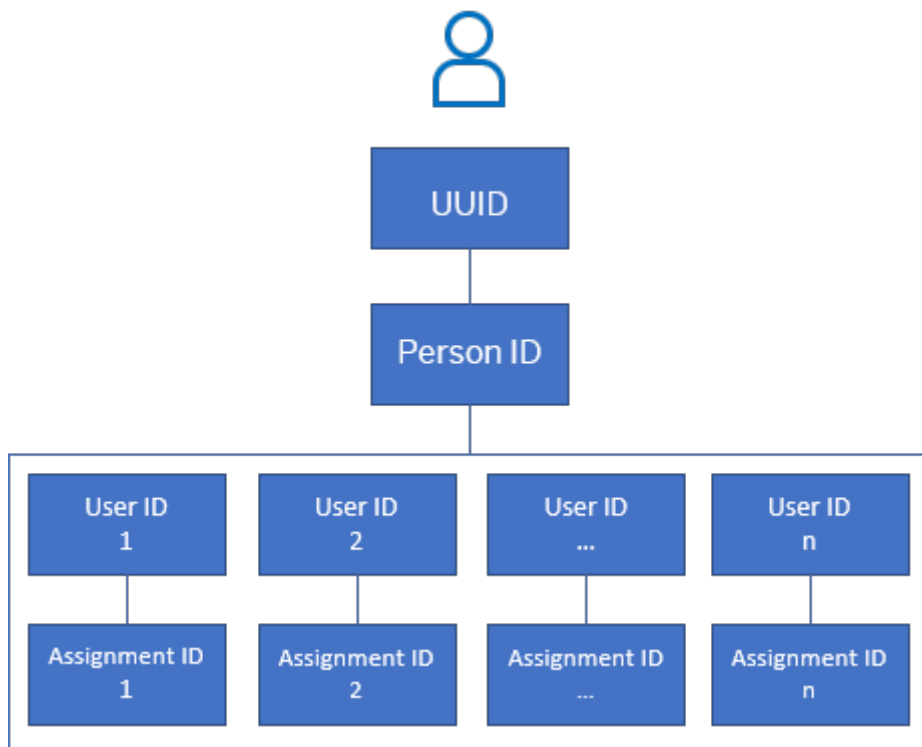 UUID
Person ID
User ID
1
User ID
2
User ID
...
User ID
n
Assignment ID
1
Assignment ID
2
Assignment ID
...
Assignment ID
n